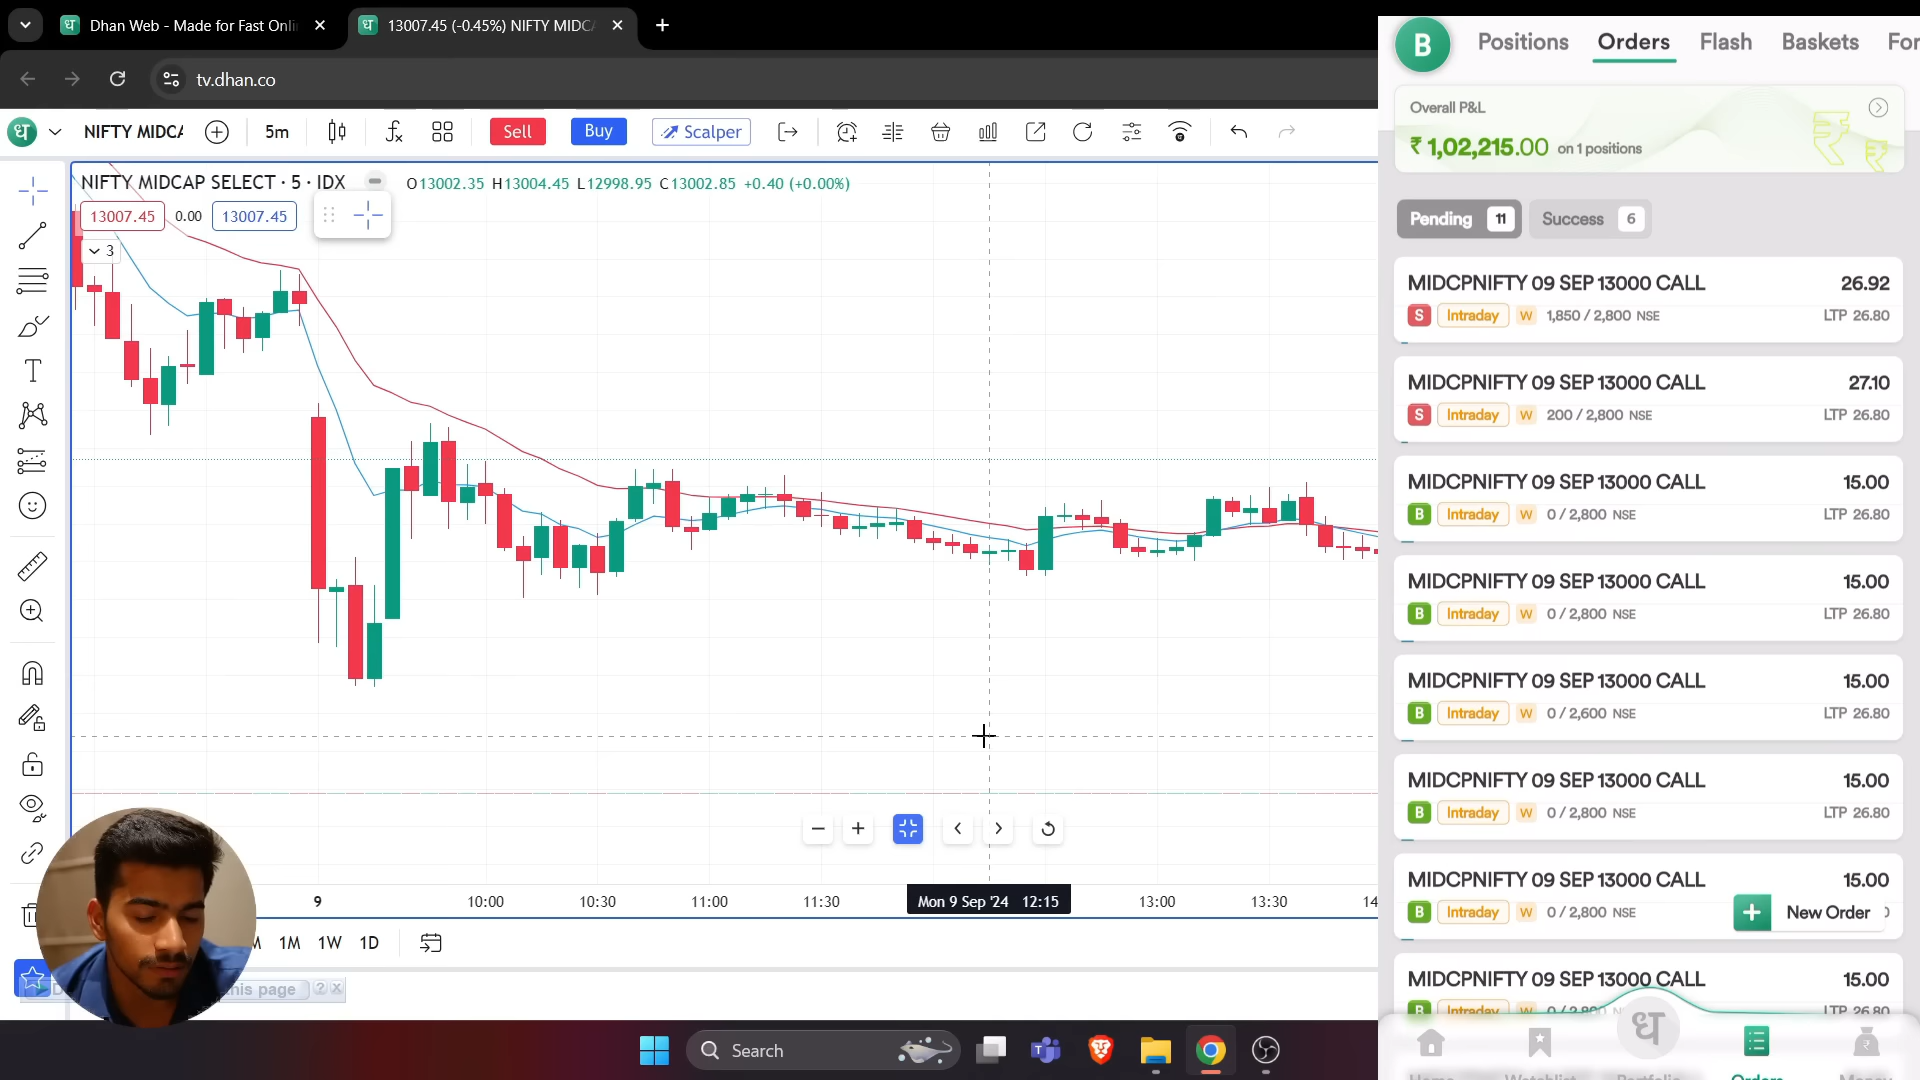 Dhan Web - Made for Fast Onli
13007.45 (-0.45%) NIFTY MIDCA
tv.dhan.co
ध
NIFTY MIDCA
5m
Sell
Buy
Scalper
NIFTY MIDCAP SELECT · 5 · IDX
O13002.35 H13004.45 L12998.95 C13002.85 +0.40 (+0.00%)
13007.45 0.00 13007.45
3
9 10:00 10:30 11:00 11:30 Mon 9 Sep '24 12:15 13:00 13:30 14
1M 1W 1D
this page
Search
B
Positions Orders Flash Baskets For
Overall P&L
₹ 1,02,215.00 on 1 positions
Pending 11 Success 6
MIDCPNIFTY 09 SEP 13000 CALL 26.92
S Intraday W 1,850 / 2,800 NSE LTP 26.80
MIDCPNIFTY 09 SEP 13000 CALL 27.10
S Intraday W 200 / 2,800 NSE LTP 26.80
MIDCPNIFTY 09 SEP 13000 CALL 15.00
B Intraday W 0 / 2,800 NSE LTP 26.80
MIDCPNIFTY 09 SEP 13000 CALL 15.00
B Intraday W 0 / 2,800 NSE LTP 26.80
MIDCPNIFTY 09 SEP 13000 CALL 15.00
B Intraday W 0 / 2,600 NSE LTP 26.80
MIDCPNIFTY 09 SEP 13000 CALL 15.00
B Intraday W 0 / 2,800 NSE LTP 26.80
MIDCPNIFTY 09 SEP 13000 CALL 15.00
B Intraday W 0 / 2,800 NSE
New Order
MIDCPNIFTY 09 SEP 13000 CALL 15.00
B Intraday W 0 / 2,800 LTP 26.80
ध
Orders